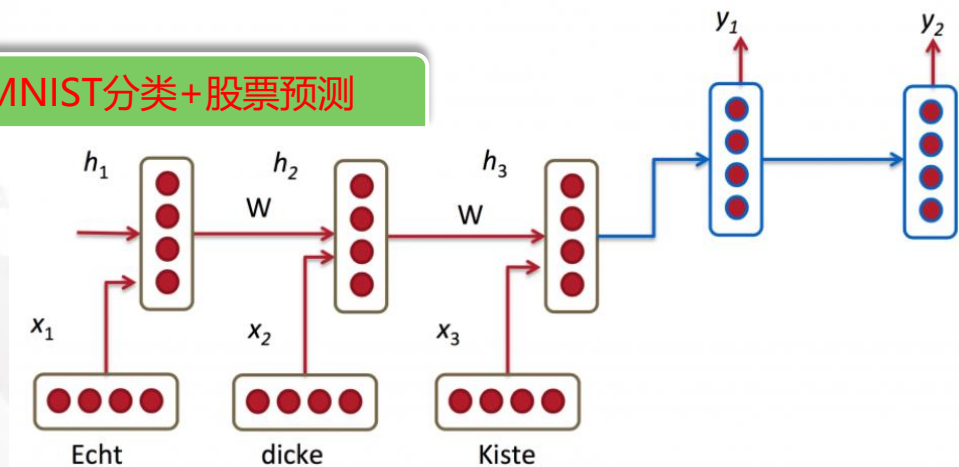 MNIST分类+股票预测
y1
y2
h1
h2
h3
W
W
x1
x2
x3
Echt
dicke
Kiste